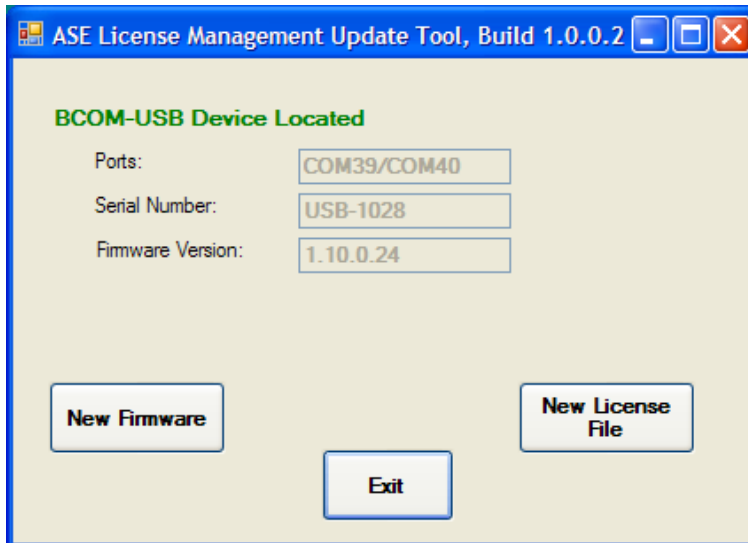 ASE License Management Update Tool, Build 1.0.0.2
BCOM-USB Device Located
Ports: COM39/COM40
Serial Number: USB-1028
Firmware Version: 1.10.0.24
New Firmware
New License
File
Exit